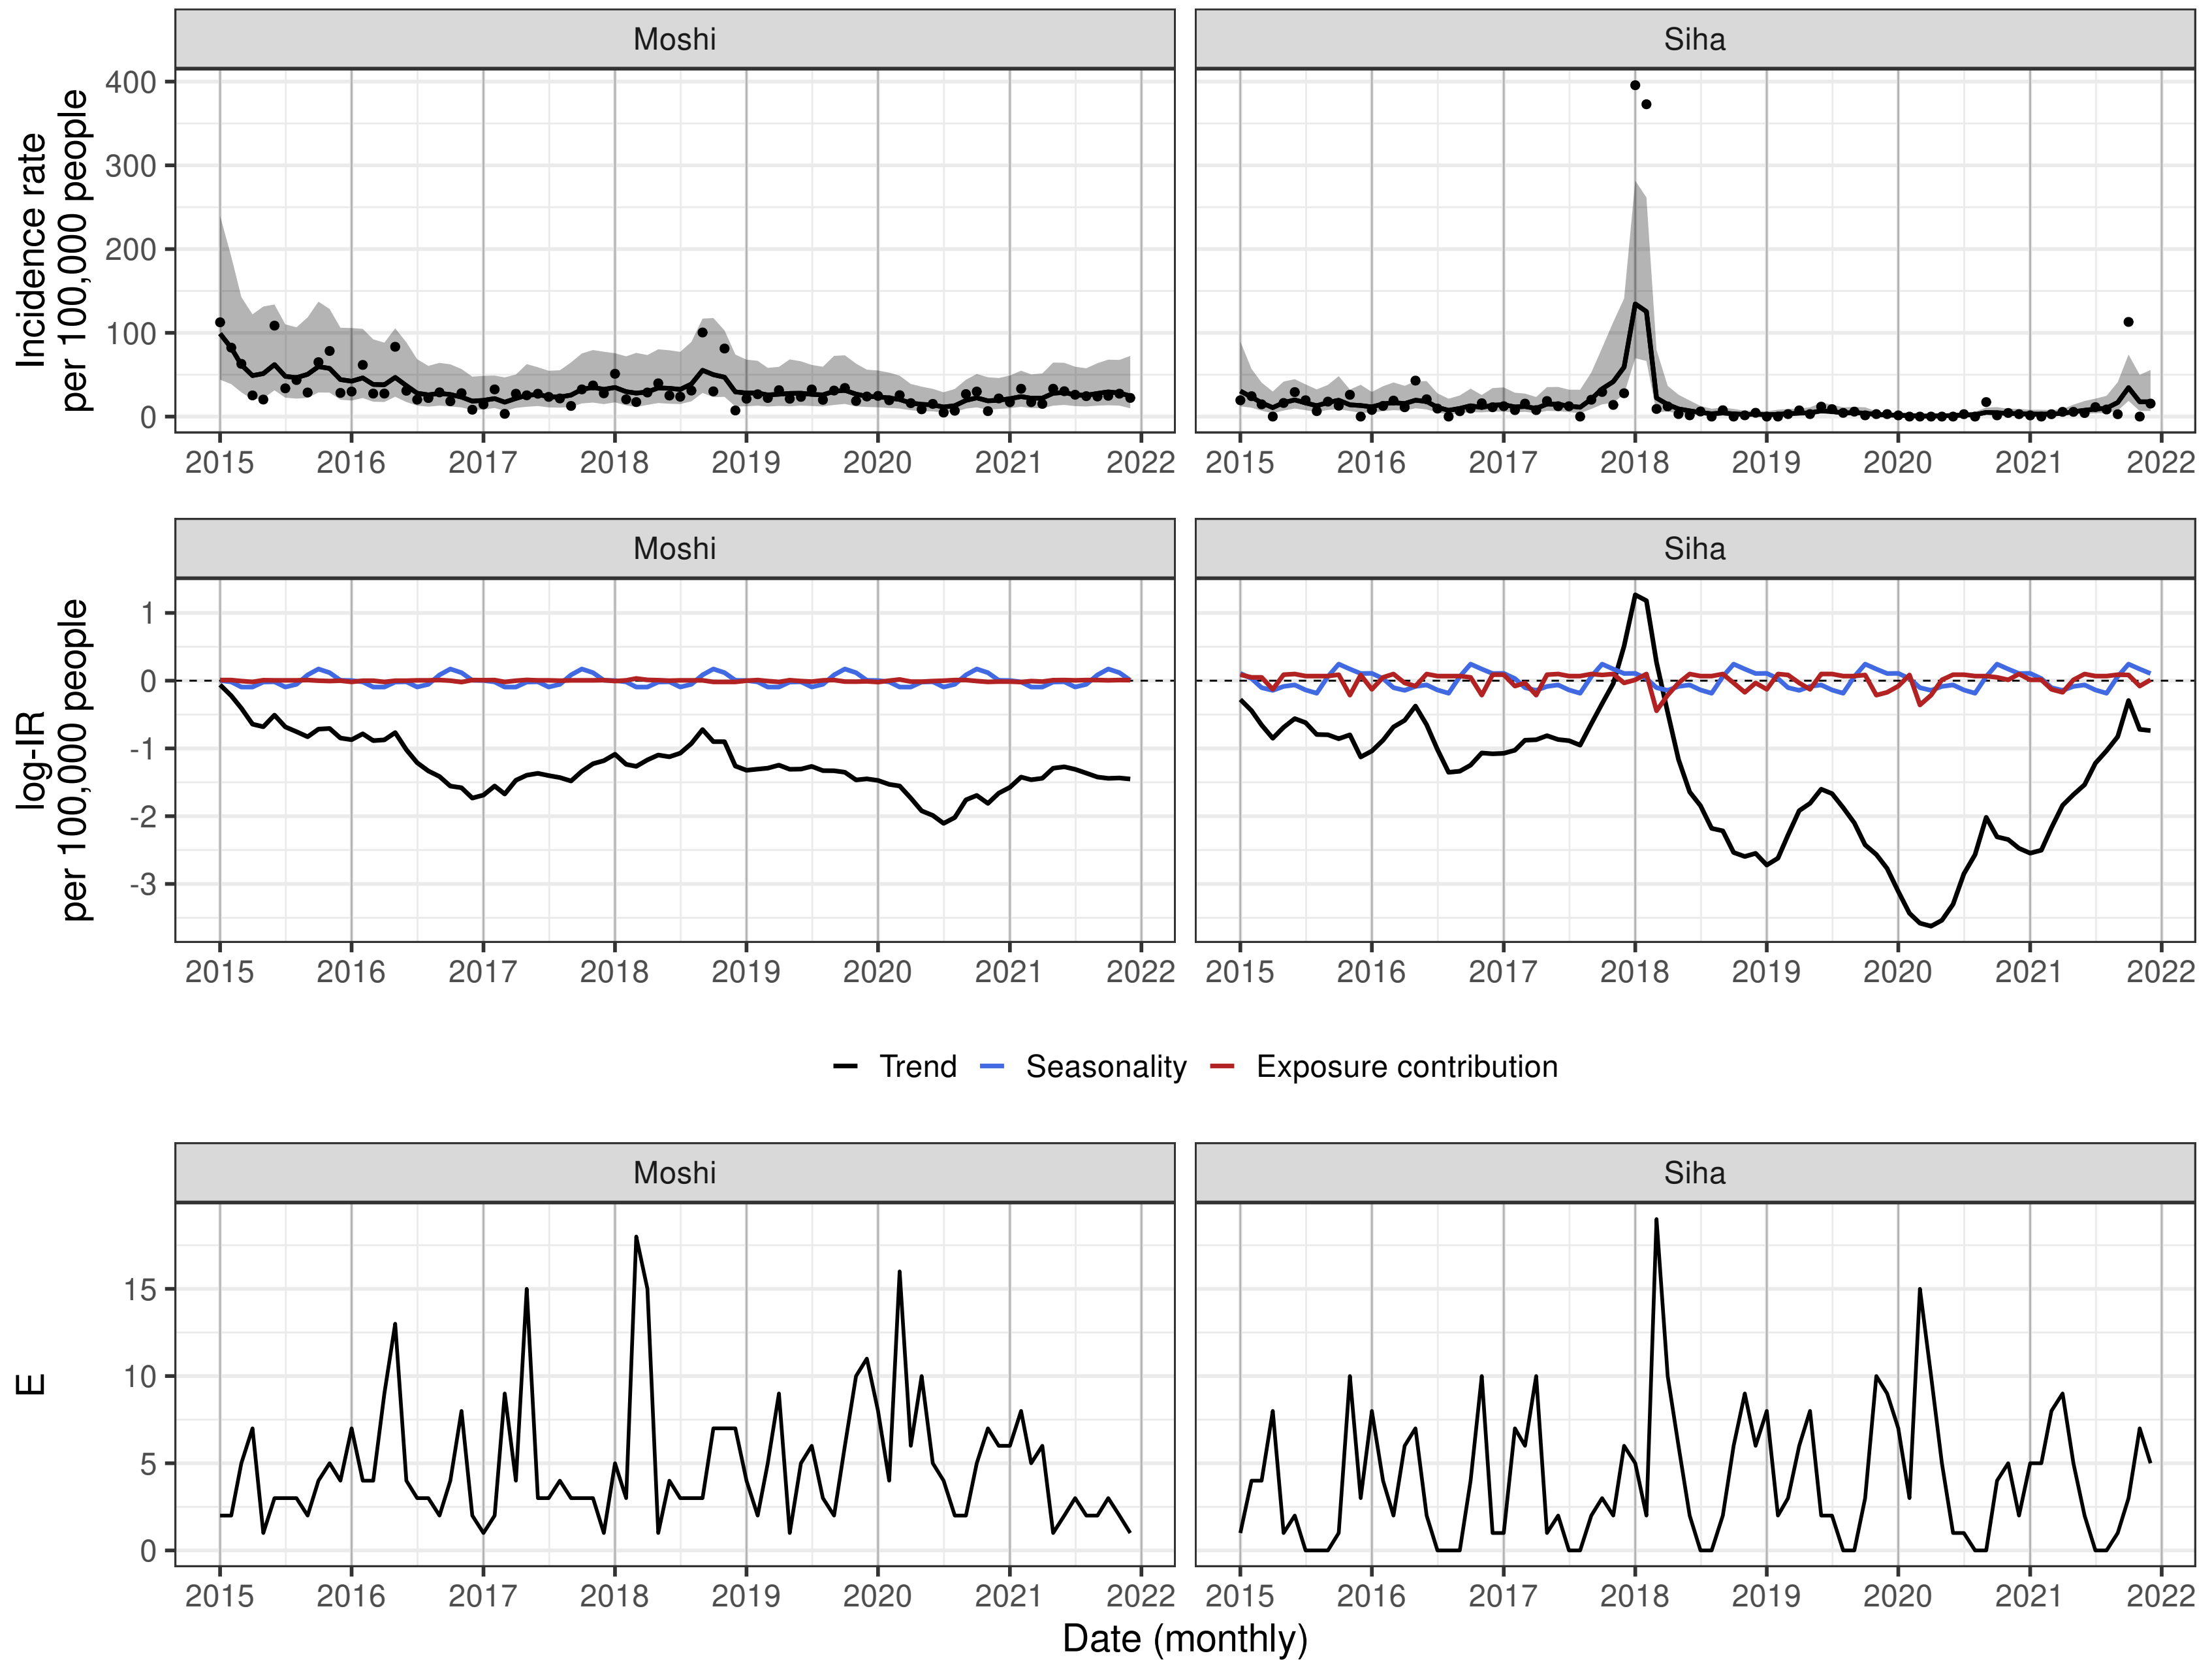 Moshi Siha
Incidence rate
per 100,000 people
400
300
200
100
0
2015 2016 2017 2018 2019 2020 2021 2022 2015 2016 2017 2018 2019 2020 2021 2022
Moshi Siha
log-IR
per 100,000 people
1
0
-1
-2
-3
2015 2016 2017 2018 2019 2020 2021 2022 2015 2016 2017 2018 2019 2020 2021 2022
Trend Seasonality Exposure contribution
Moshi Siha
E
15
10
5
0
2015 2016 2017 2018 2019 2020 2021 2022 2015 2016 2017 2018 2019 2020 2021 2022
Date (monthly)